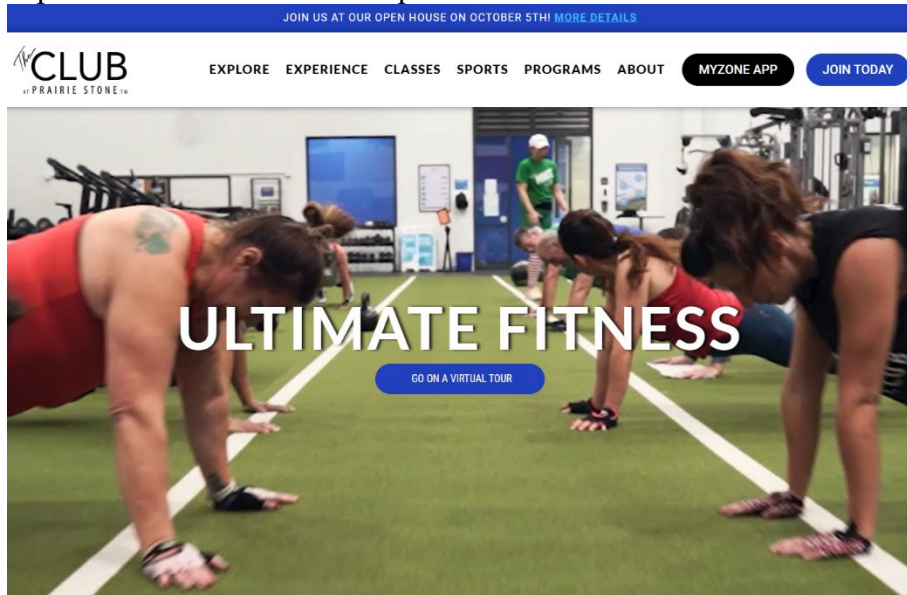 JOIN US AT OUR OPEN HOUSE ON OCTOBER 5TH! MORE DETAILS
The CLUB
AT PRAIRIE STONE TM
EXPLORE EXPERIENCE CLASSES SPORTS PROGRAMS ABOUT MYZONE APP JOIN TODAY
ULTIMATE FITNESS
GO ON A VIRTUAL TOUR